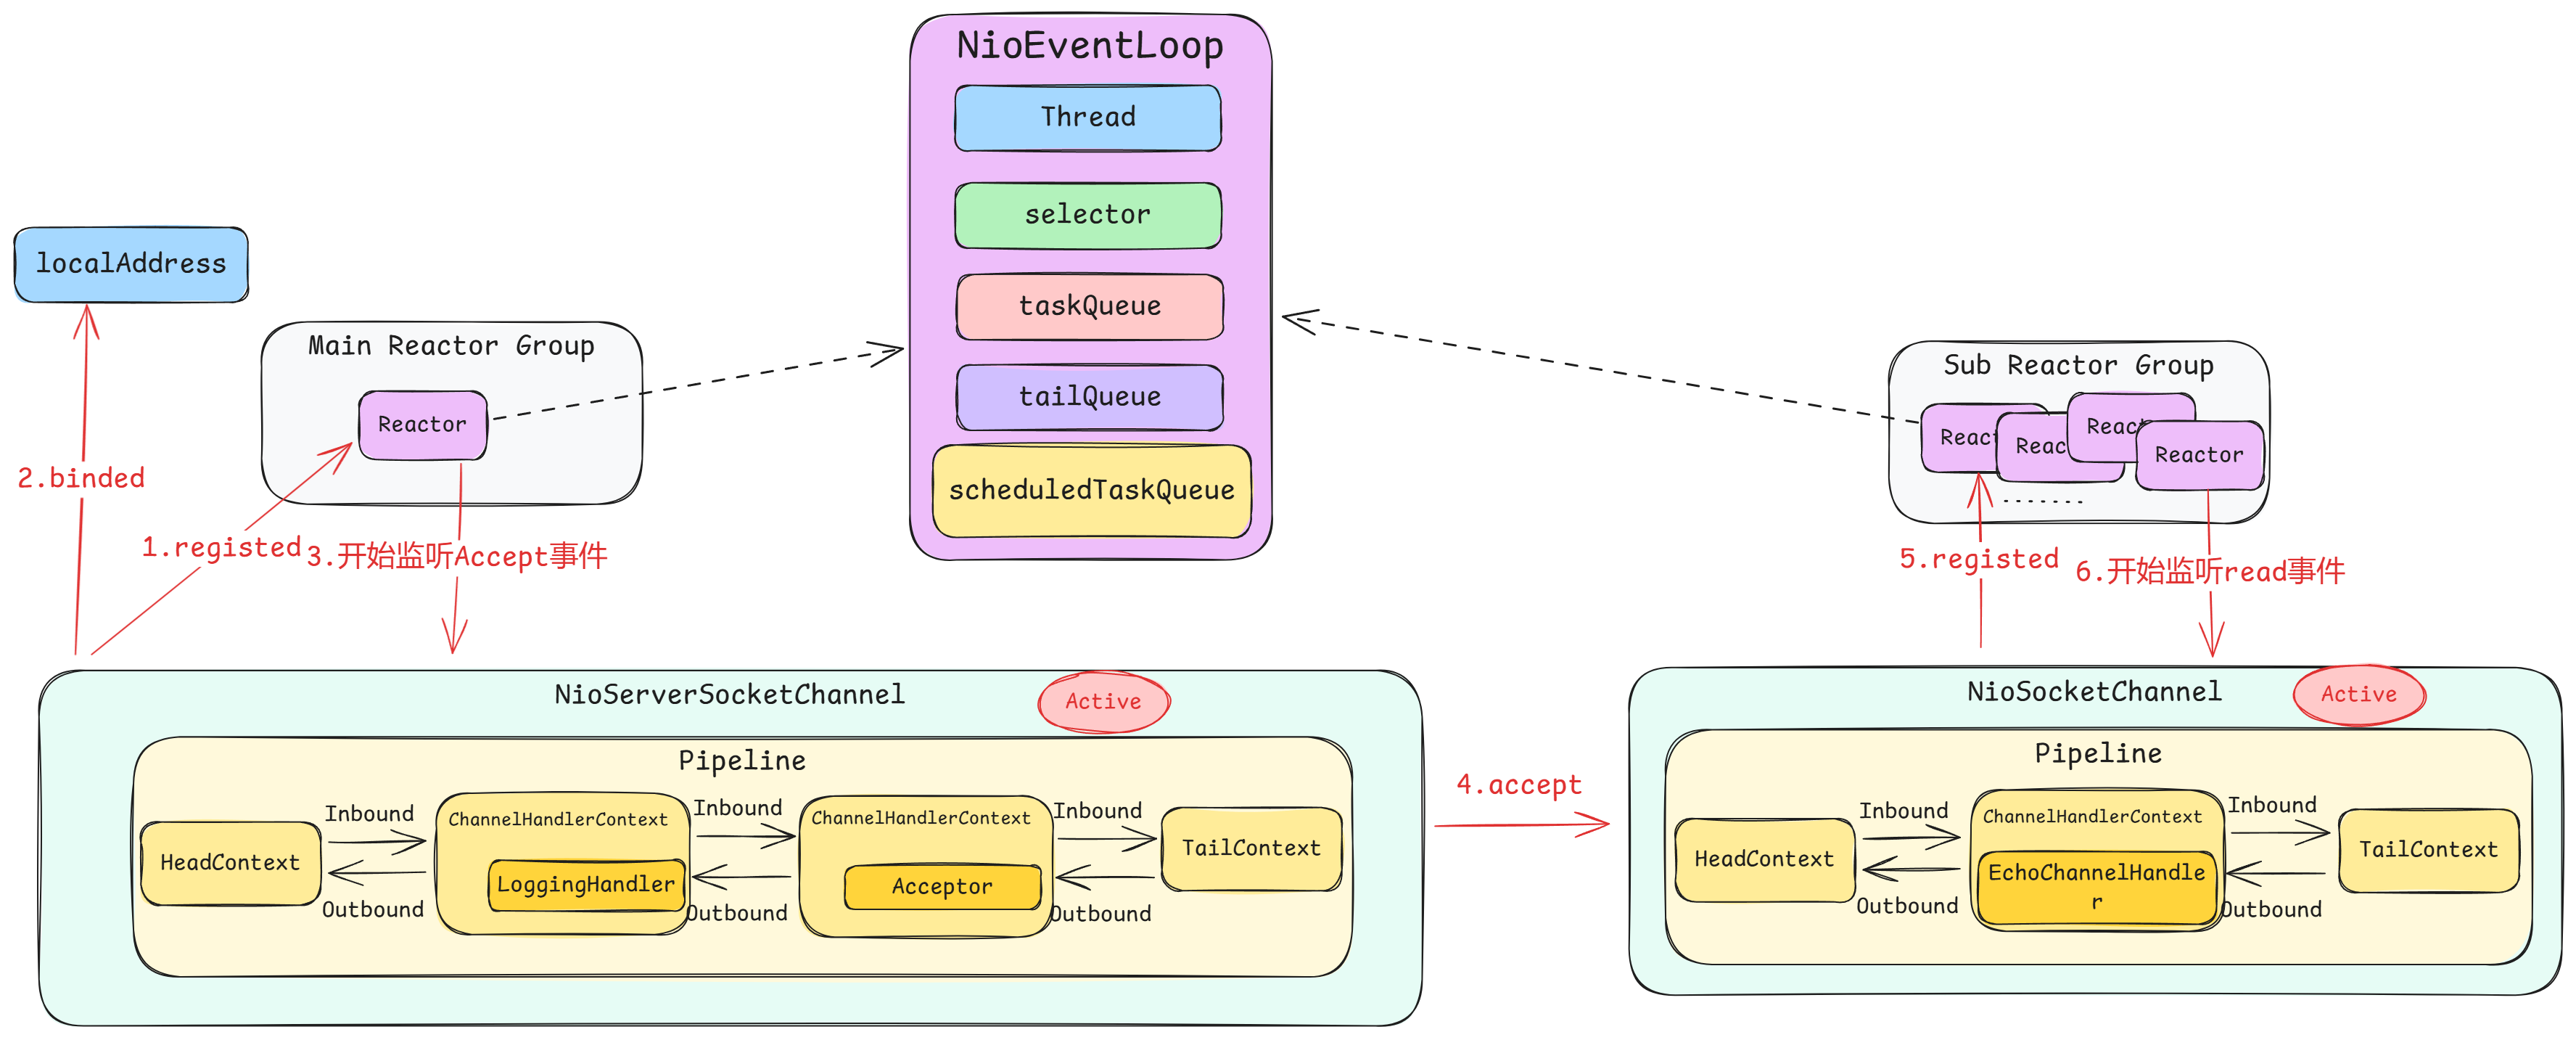 NioEventLoop
Thread
selector
taskQueue
tailQueue
scheduledTaskQueue
localAddress
Main Reactor Group
Reactor
2.binded
1.registed
3.开始监听Accept事件
Sub Reactor Group
React
Reac
React
Reactor
.......
5.registed
6.开始监听read事件
NioServerSocketChannel
Active
Pipeline
HeadContext
Inbound
Outbound
ChannelHandlerContext
LoggingHandler
Inbound
Outbound
ChannelHandlerContext
Acceptor
Inbound
Outbound
TailContext
4.accept
NioSocketChannel
Active
Pipeline
HeadContext
Inbound
Outbound
ChannelHandlerContext
EchoChannelHandle
r
Inbound
Outbound
TailContext